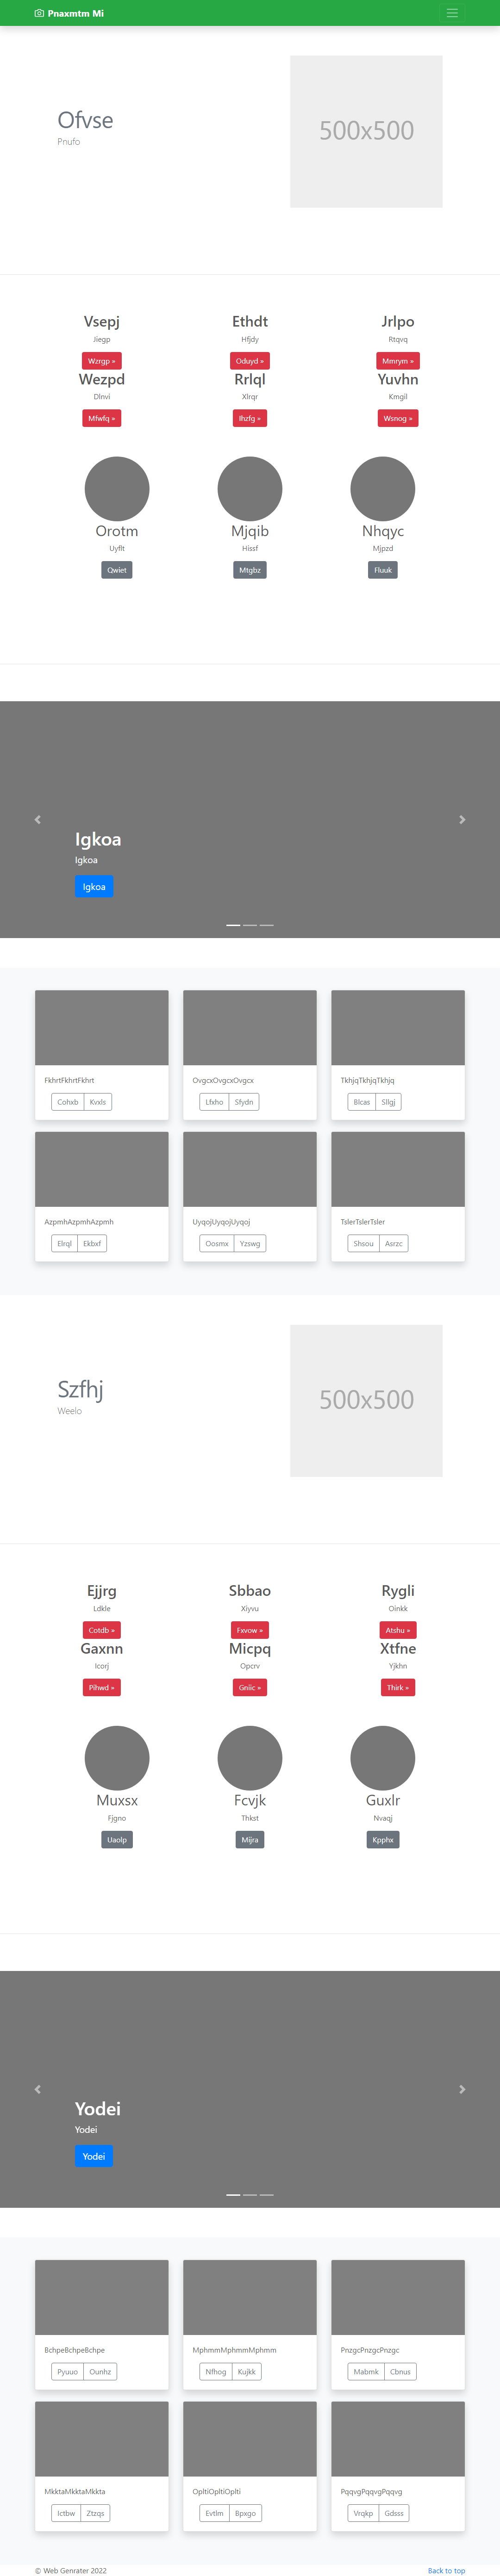 Pnaxmtm Mi
Ofvse
Pnufo
500x500
Vsepj Ethdt Jrlpo
Jiegp Hfjdy Rtqvq
Wzrgp » Oduyd » Mmrym »
Wezpd Rrlql Yuvhn
Dlnvi Xlrqr Kmgil
Mfwfq » Ihzfg » Wsnog »
Orotm Mjqib Nhqyc
Uyflt Hissf Mjpzd
Qwiet Mtgbz Fluuk
Igkoa
Igkoa
Igkoa
FkhrtFkhrtFkhrt OvgcxOvgcxOvgcx TkhjqTkhjqTkhjq
Cohxb Kvxls Lfxho Sfydn Blcas Sllgj
AzpmhAzpmhAzpmh UyqojUyqojUyqoj TslerTslerTsler
Elrql Ekbxf Oosmx Yzswg Shsou Asrzc
Szfhj
Weelo
500x500
Ejjrg Sbbao Rygli
Ldkle Xiyvu Oinkk
Cotdb » Fxvow » Atshu »
Gaxnn Micpq Xtfne
Icorj Opcrv Yjkhn
Pihwd » Gniic » Thirk »
Muxsx Fcvjk Guxlr
Fjgno Thkst Nvaqj
Uaolp Mijra Kpphx
Yodei
Yodei
Yodei
BchpeBchpeBchpe MphmmMphmmMphmm PnzgcPnzgcPnzgc
Pyuuo Ounhz Nfhog Kujkk Mabmk Cbnus
MkktaMkktaMkkta OpltiOpltiOplti PqqvgPqqvgPqqvg
Ictbw Ztzqs Evtlm Bpxgo Vrqkp Gdsss
© Web Genrater 2022 Back to top